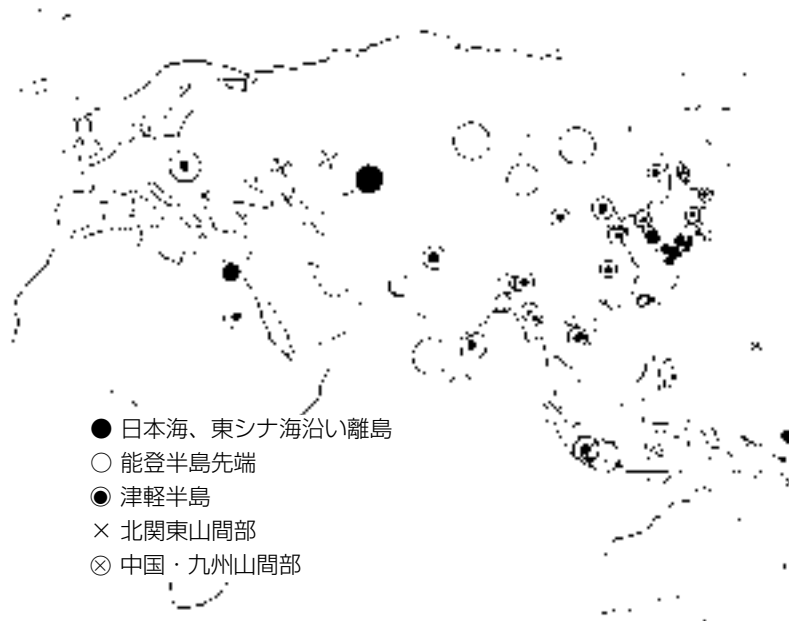 ● 日本海、東シナ海沿い離島
○ 能登半島先端
◉ 津軽半島
× 北関東山間部
⊗ 中国・九州山間部